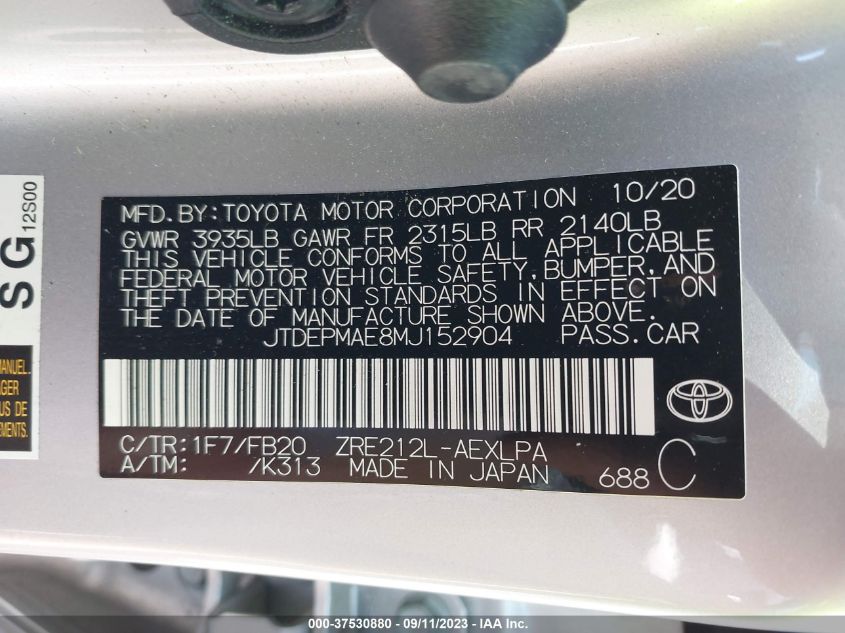 MFD.BY:TOYOTA MOTOR CORPORATION 10/20
GVWR 3935LB GAWR FR 2315LB RR 2140LB
THIS VEHICLE CONFORMS TO ALL APPLICABLE
FEDERAL MOTOR VEHICLE SAFETY,BUMPER,AND
THEFT PREVENTION STANDARDS IN EFFECT ON
THE DATE OF MANUFACTURE SHOWN ABOVE.
JTDEPMAE8MJ152904 PASS.CAR
C/TR:1F7/FB20 ZRE212L-AEXLPA
A/TM: /K313 MADE IN JAPAN 688 C
SG
12S00
MANUEL.
AGER
US DE
000-37530880 - 09/11/2023 - IAA Inc.